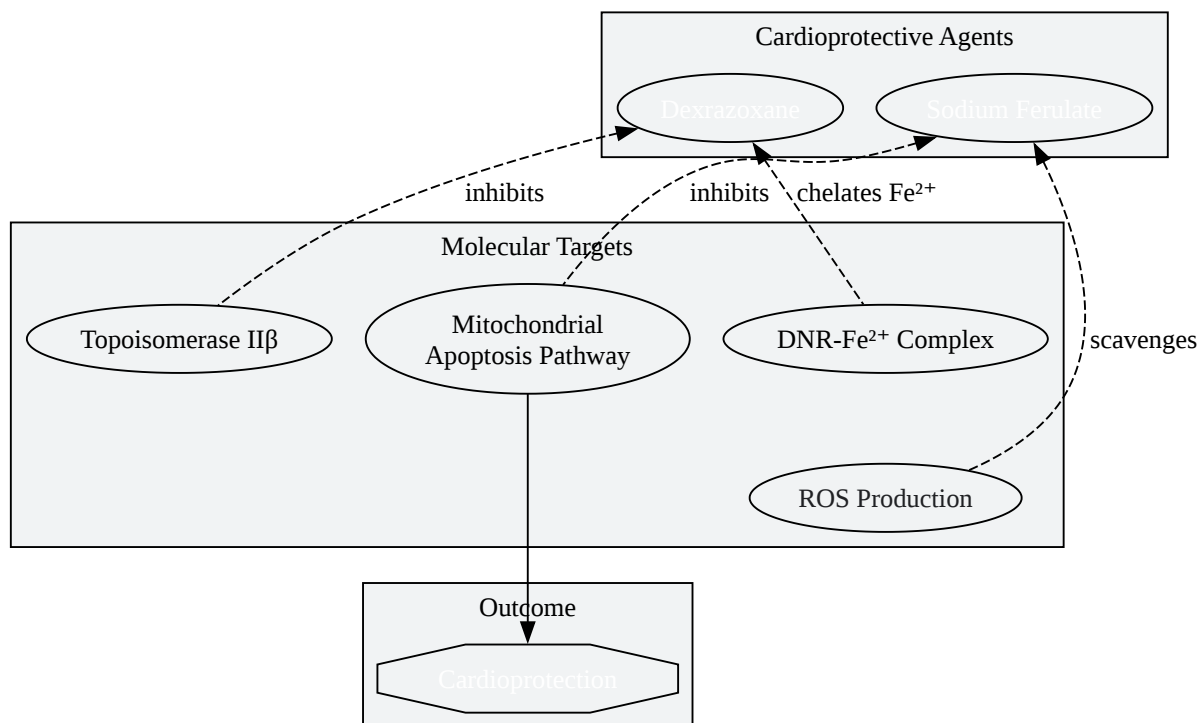 Cardioprotective Agents
Dexrazoxane
Sodium Ferulate
inhibits
inhibits
chelates Fe²⁺
Molecular Targets
Topoisomerase IIβ
Mitochondrial
Apoptosis Pathway
DNR-Fe²⁺ Complex
scavenges
ROS Production
Outcome
Cardioprotection